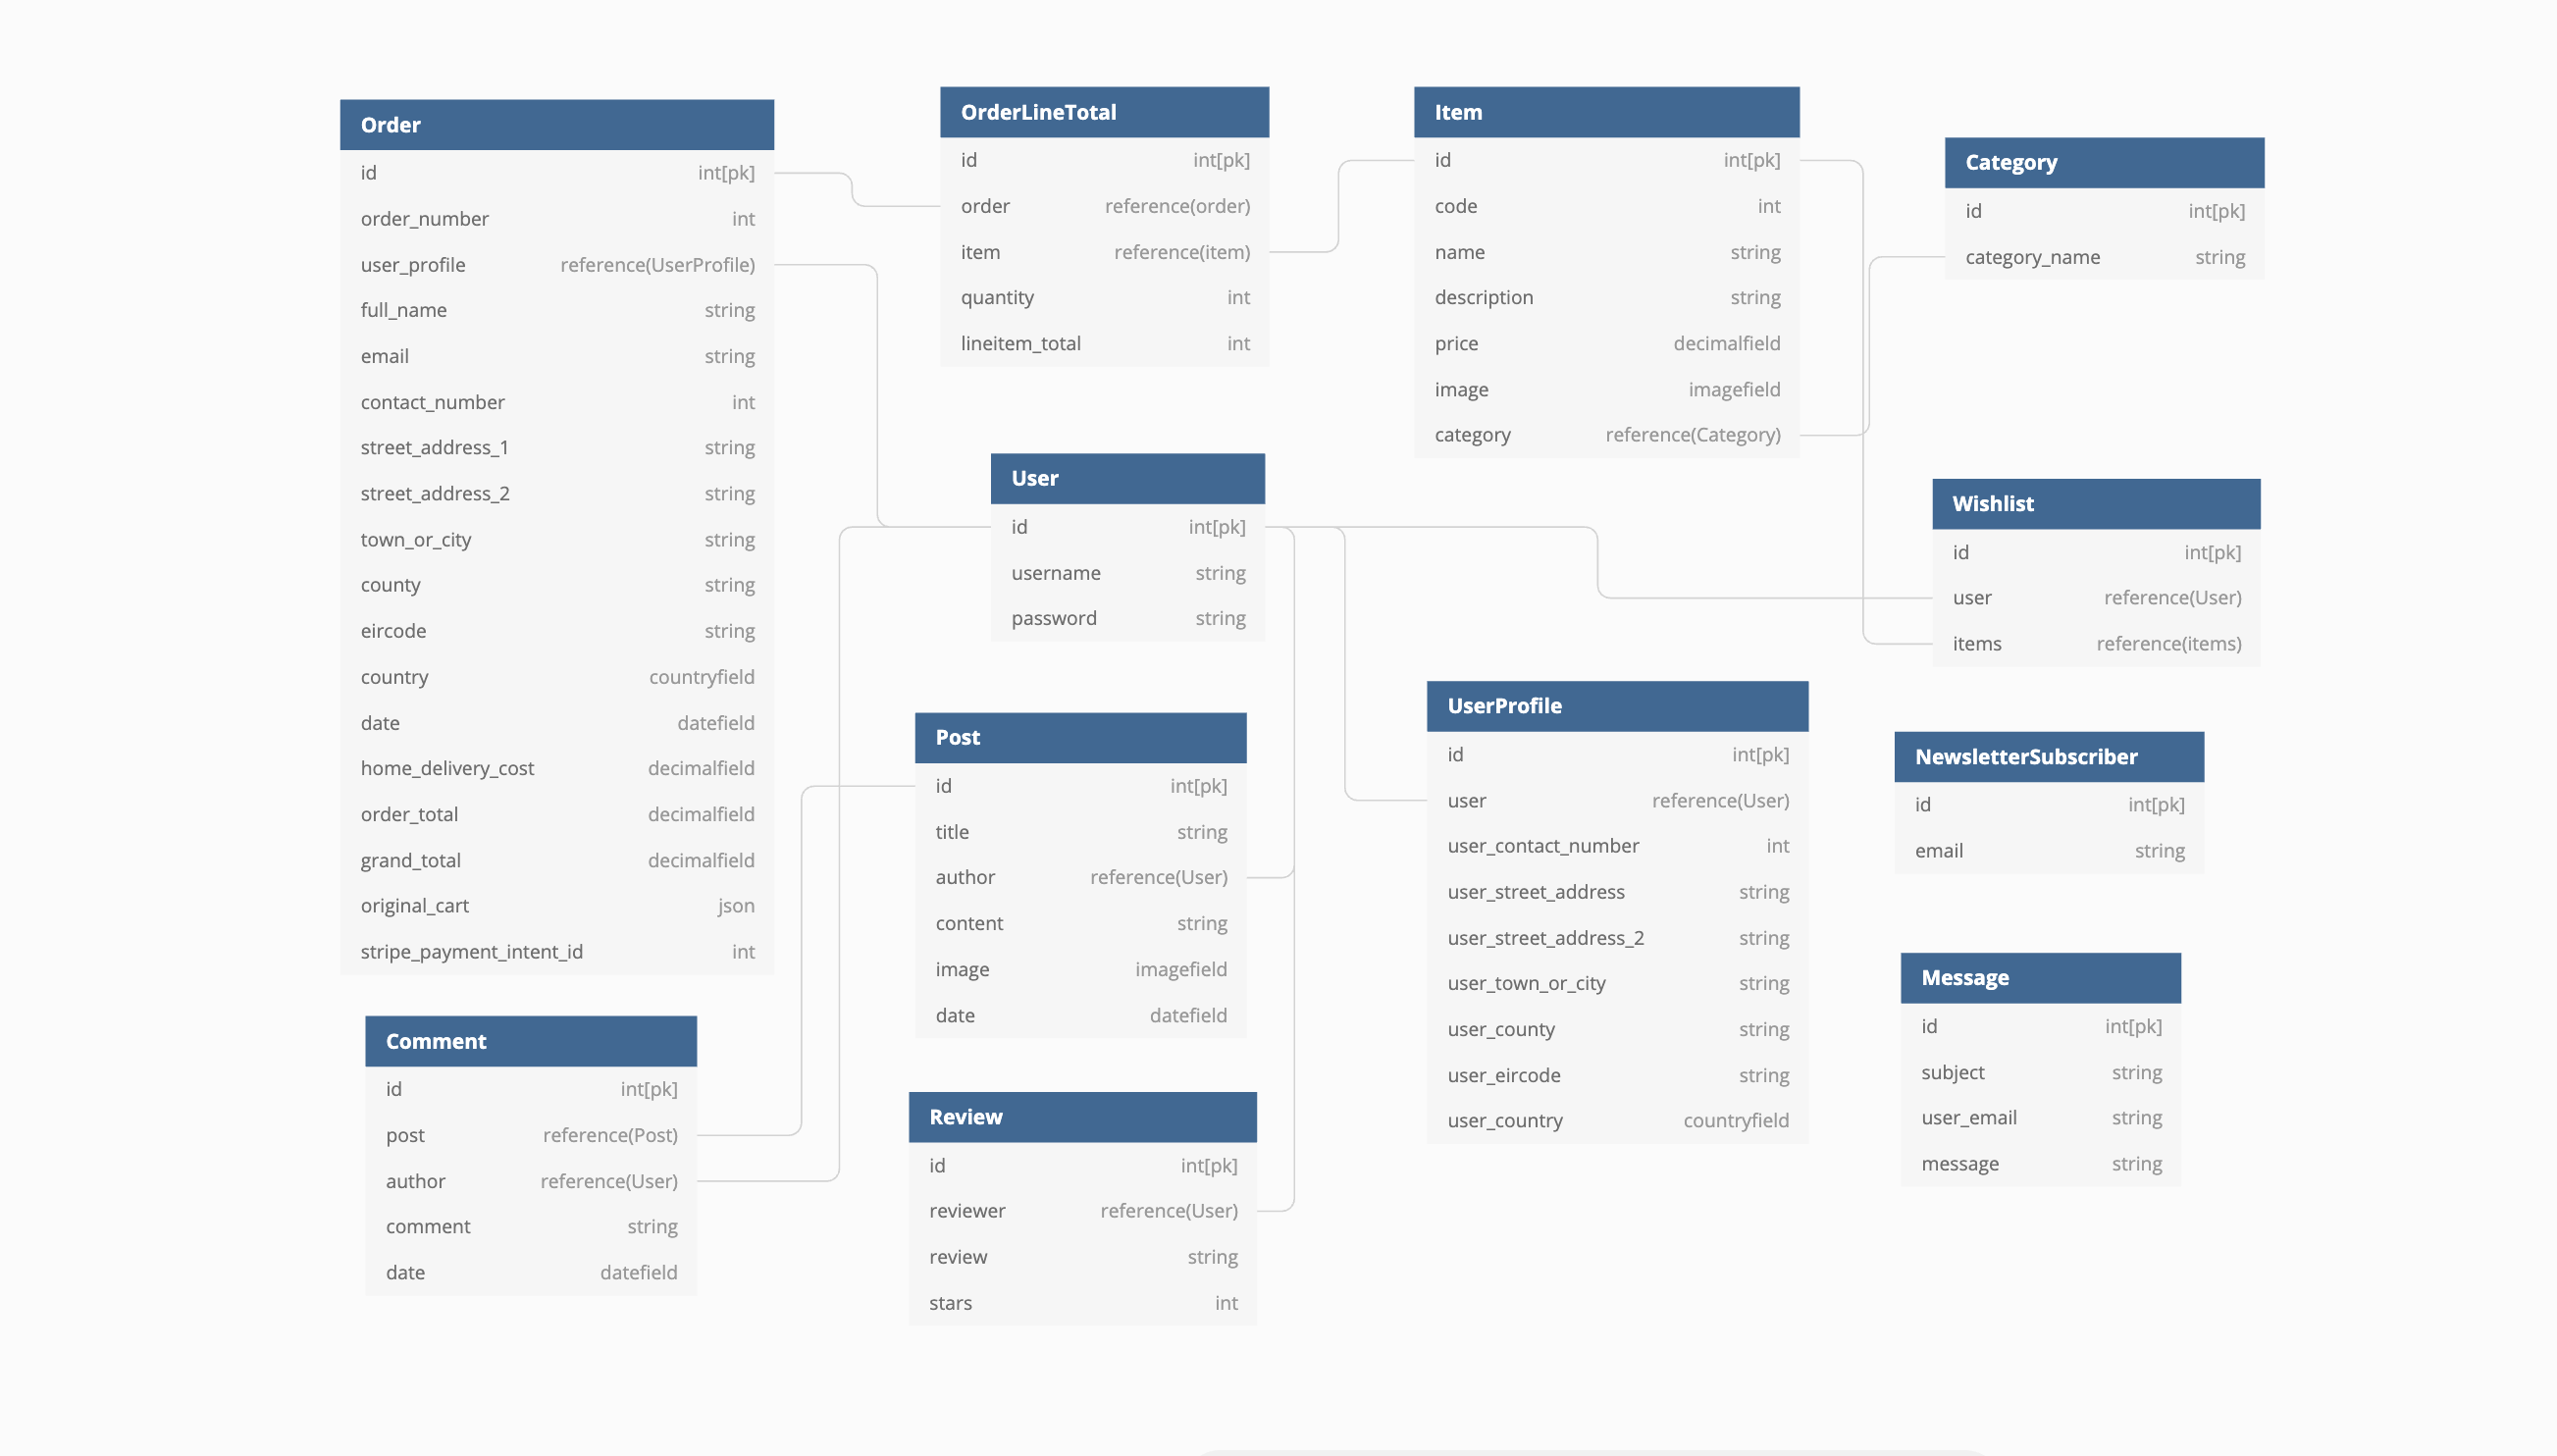 Order
id int[pk]
order_number int
user_profile reference(UserProfile)
full_name string
email string
contact_number int
street_address_1 string
street_address_2 string
town_or_city string
county string
eircode string
country countryfield
date datefield
home_delivery_cost decimalfield
order_total decimalfield
grand_total decimalfield
original_cart json
stripe_payment_intent_id int
Comment
id int[pk]
post reference(Post)
author reference(User)
comment string
date datefield
OrderLineTotal
id int[pk]
order reference(order)
item reference(item)
quantity int
lineitem_total int
User
id int[pk]
username string
password string
Post
id int[pk]
title string
author reference(User)
content string
image imagefield
date datefield
Review
id int[pk]
reviewer reference(User)
review string
stars int
Item
id int[pk]
code int
name string
description string
price decimalfield
image imagefield
category reference(Category)
UserProfile
id int[pk]
user reference(User)
user_contact_number int
user_street_address string
user_street_address_2 string
user_town_or_city string
user_county string
user_eircode string
user_country countryfield
Category
id int[pk]
category_name string
Wishlist
id int[pk]
user reference(User)
items reference(items)
NewsletterSubscriber
id int[pk]
email string
Message
id int[pk]
subject string
user_email string
message string